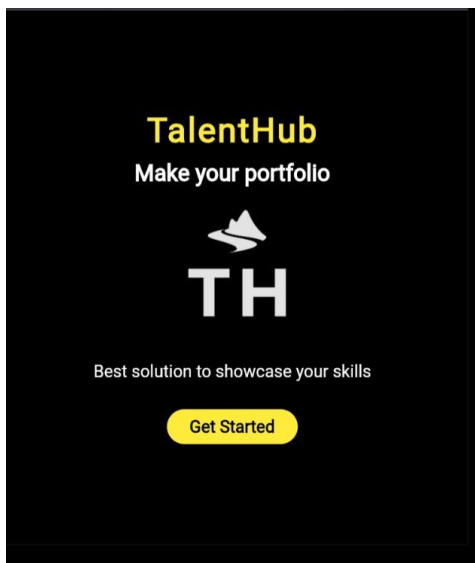 TalentHub
Make your portfolio
TH
Best solution to showcase your skills
Get Started